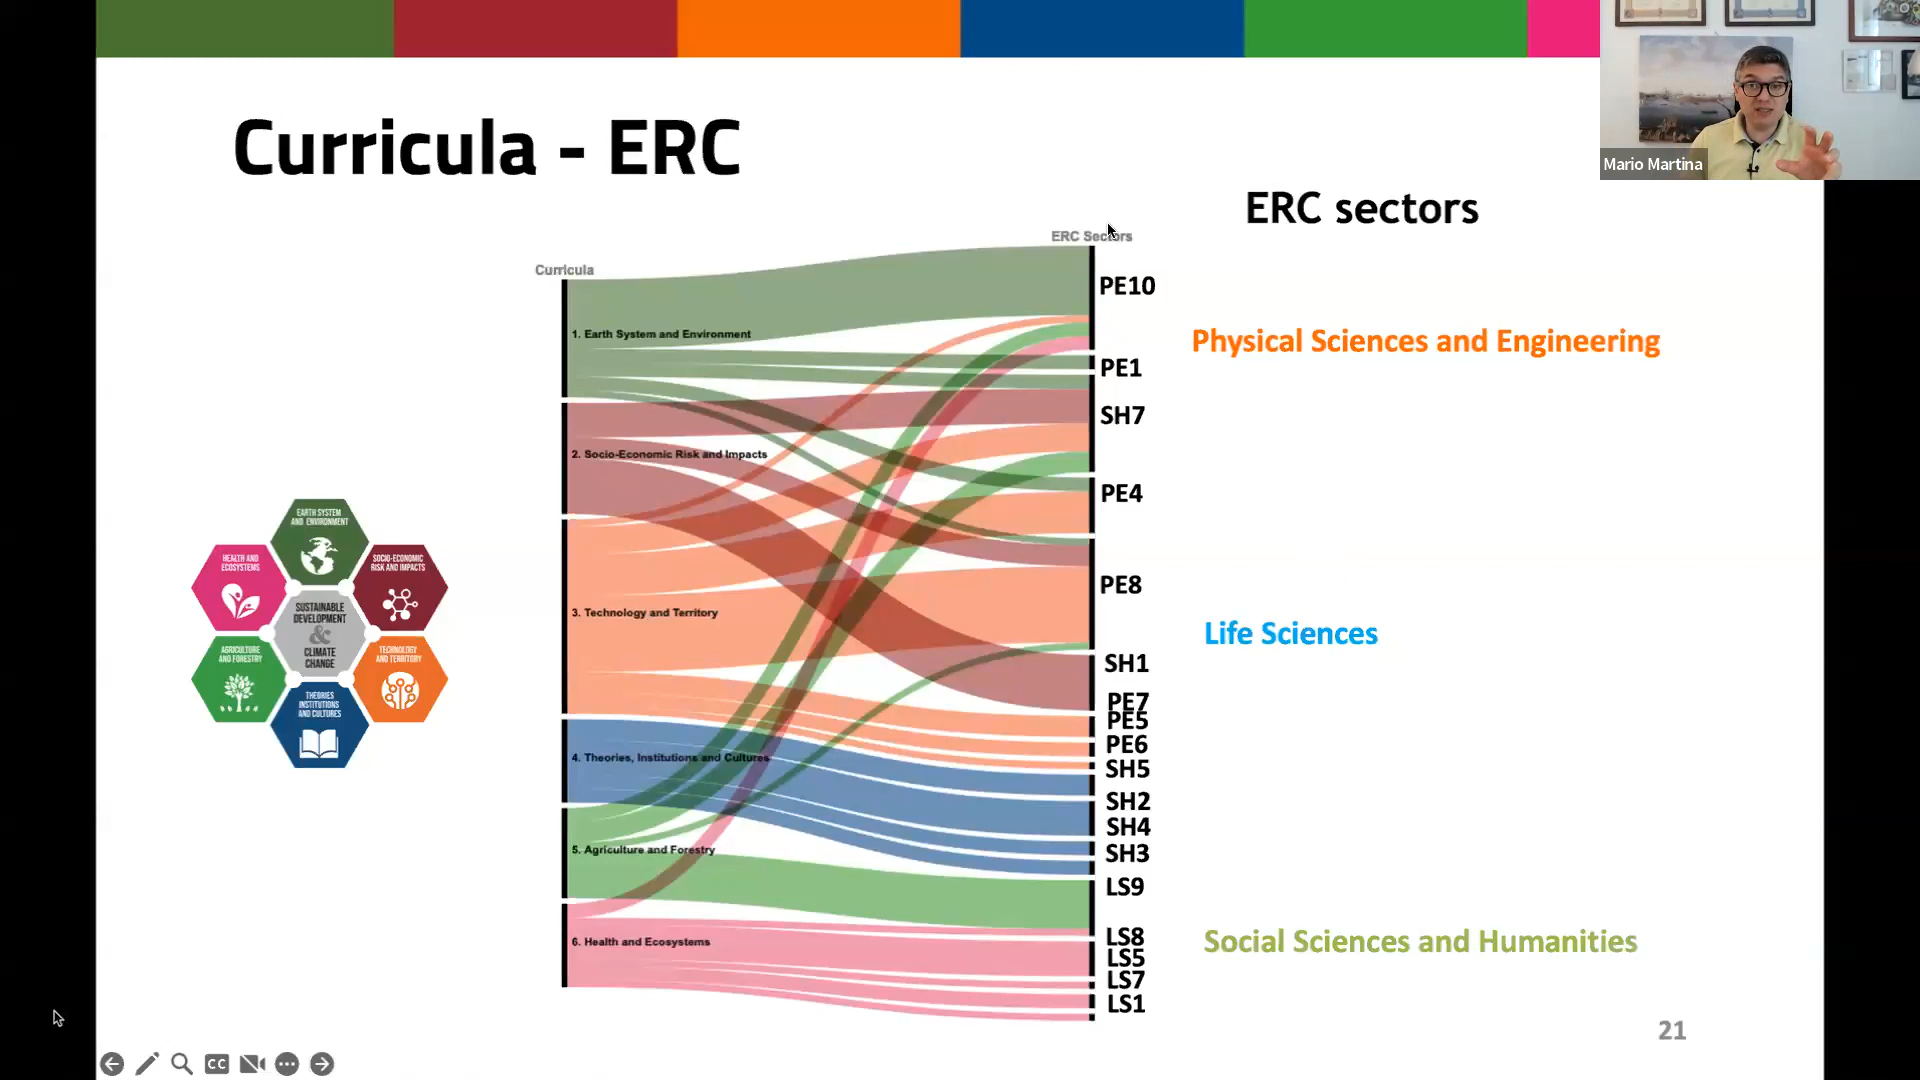 Curricula - ERC
Mario Martina
ERC sectors
Curricula
ERC Sectors
1. Earth System and Environment
2. Socio-Economic Risk and Impacts
3. Technology and Territory
4. Theories, Institutions and Cultures
5. Agriculture and Forestry
6. Health and Ecosystems
PE10
PE1
SH7
PE4
PE8
SH1
PE7
PE5
PE6
SH5
SH2
SH4
SH3
LS9
LS8
LS5
LS7
LS1
Physical Sciences and Engineering
Life Sciences
Social Sciences and Humanities
EARTH SYSTEM
AND ENVIRONMENT
HEALTH AND
ECOSYSTEMS
SOCIO-ECONOMIC
RISK AND IMPACTS
SUSTAINABLE
DEVELOPMENT
&
CLIMATE
CHANGE
AGRICULTURE
AND FORESTRY
TECHNOLOGY
AND TERRITORY
THEORIES
INSTITUTIONS
AND CULTURES
21
CC